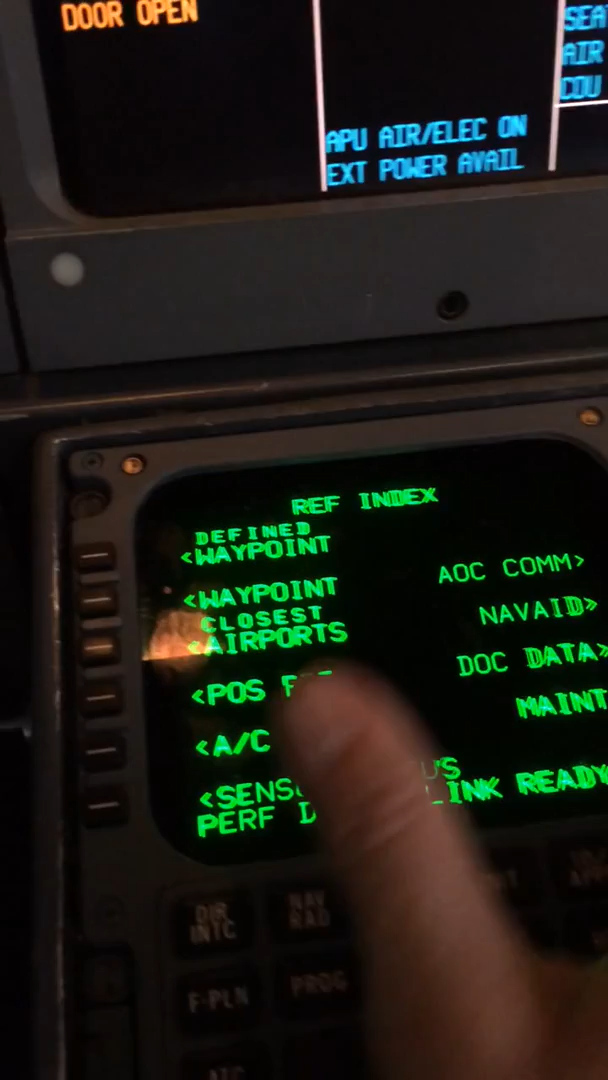 DOOR OPEN
SEA
AIR
CDU
APU AIR/ELEC ON
EXT POWER AVAIL
REF INDEX
DEFINED
<WAYPOINT
AOC COMM>
<WAYPOINT
NAVAID>
CLOSEST
<AIRPORTS
DOC DATA>
<POS
MAINT
<A/C
<SENS
PERF D LINK READY
DIR
INTC
NAV
RAD
F-PLN
PROG